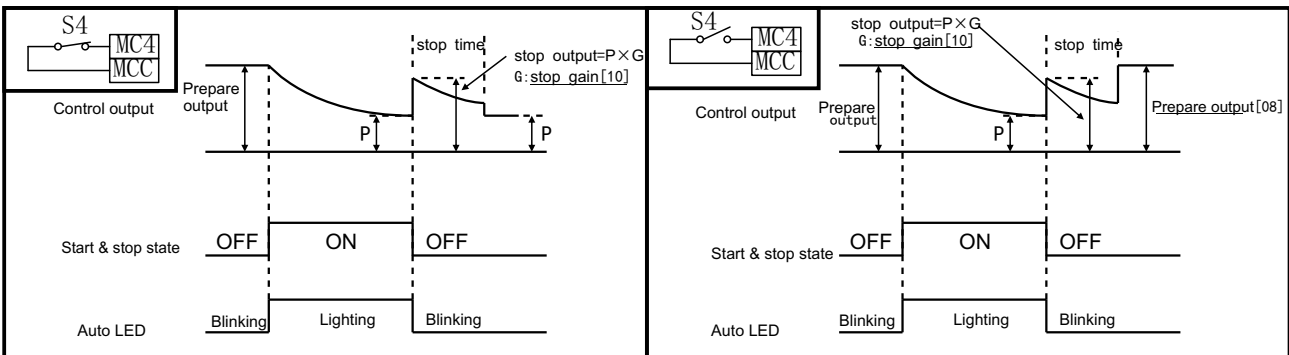 S4
MC4
MCC
stop time
stop output=P×G
G:stop gain[10]
Control output
Prepare
output
P
P
Start & stop state
OFF
ON
OFF
Auto LED
Blinking
Lighting
Blinking
S4
MC4
MCC
stop output=P×G
G:stop gain[10]
stop time
Control output
Prepare
output
P
Prepare output[08]
Start & stop state
OFF
ON
OFF
Auto LED
Blinking
Lighting
Blinking